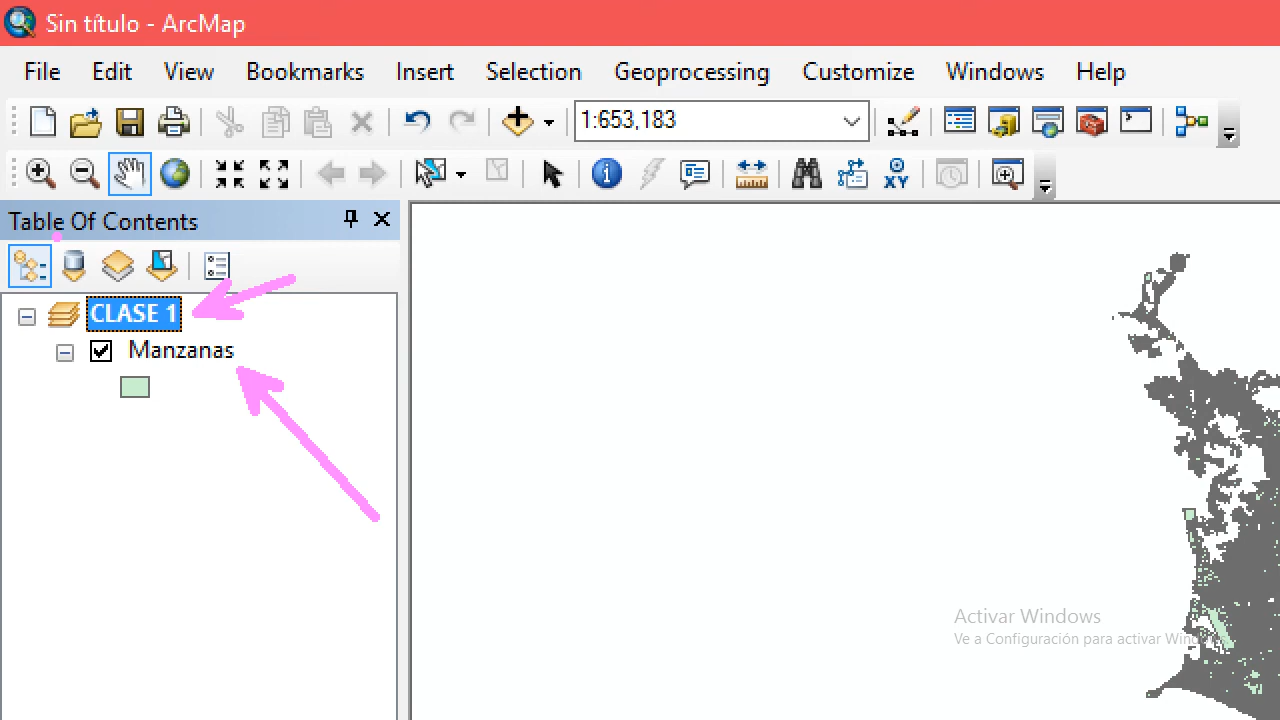 Sin título - ArcMap
File Edit View Bookmarks Insert Selection Geoprocessing Customize Windows Help
1:653,183
XY
Table Of Contents
CLASE 1
Manzanas
Activar Windows
Ve a Configuración para activar Windows